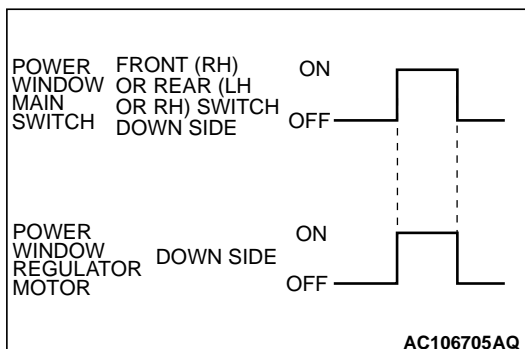 POWER WINDOW MAIN SWITCH
FRONT (RH) OR REAR (LH OR RH) SWITCH DOWN SIDE
ON
OFF
POWER WINDOW REGULATOR MOTOR
DOWN SIDE
ON
OFF
AC106705AQ